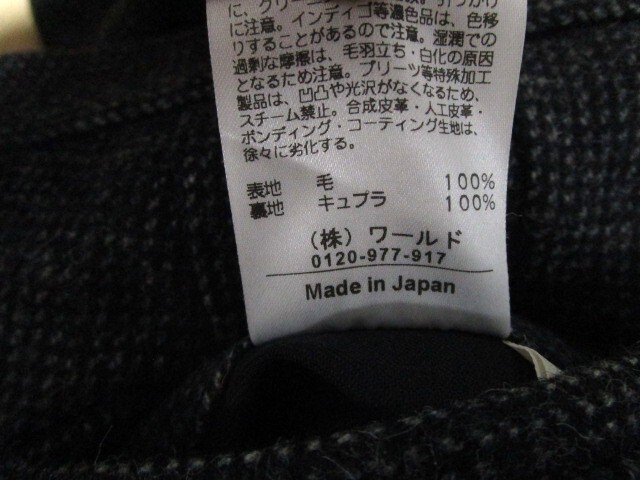 に注意。インディゴ等濃色品は、色移
りすることがあるので注意。湿潤での
過剰な摩擦は、毛羽立ち・白化の原因
となるため注意。プリーツ等特殊加工
製品は、凹凸や光沢がなくなるため、
スチーム禁止。合成皮革・人工皮革・
ボンディング・コーティング生地は、
徐々に劣化する。
表地 毛 100%
裏地 キュプラ 100%
(株) ワールド
0120-977-917
Made in Japan